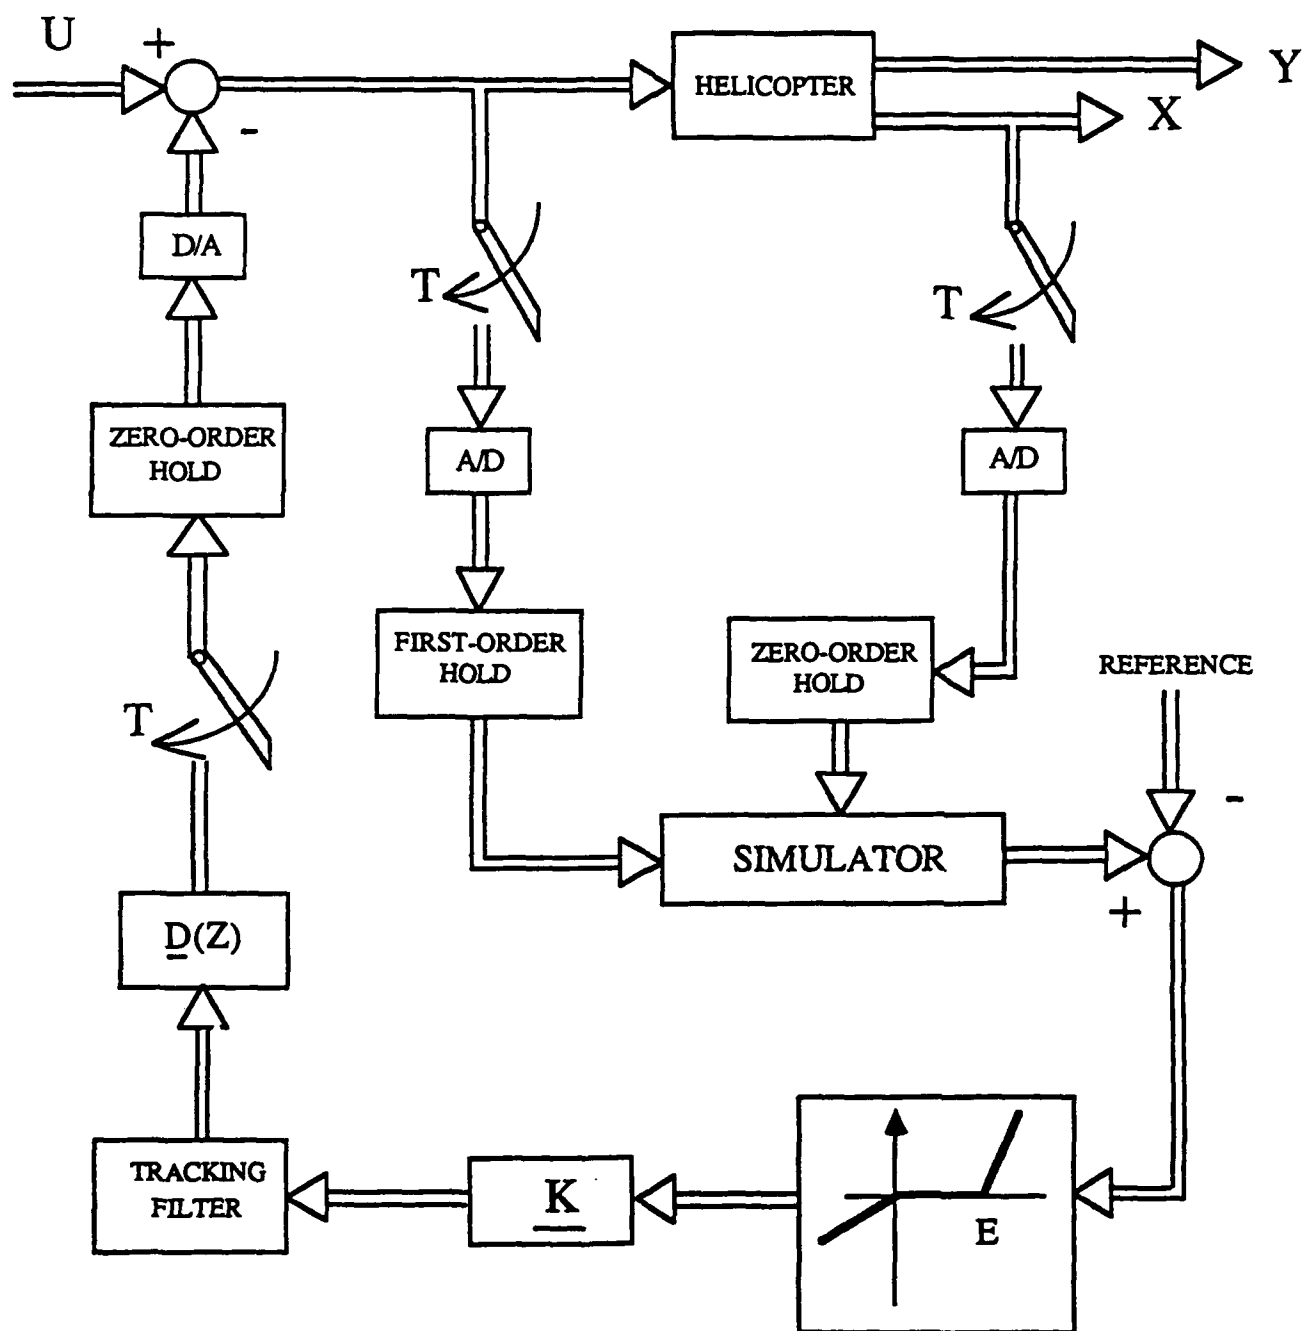 U
+
-
HELICOPTER
Y
X
D/A
T
T
ZERO-ORDER
HOLD
A/D
A/D
FIRST-ORDER
HOLD
ZERO-ORDER
HOLD
REFERENCE
T
-
SIMULATOR
+
D(Z)
TRACKING
FILTER
K
E